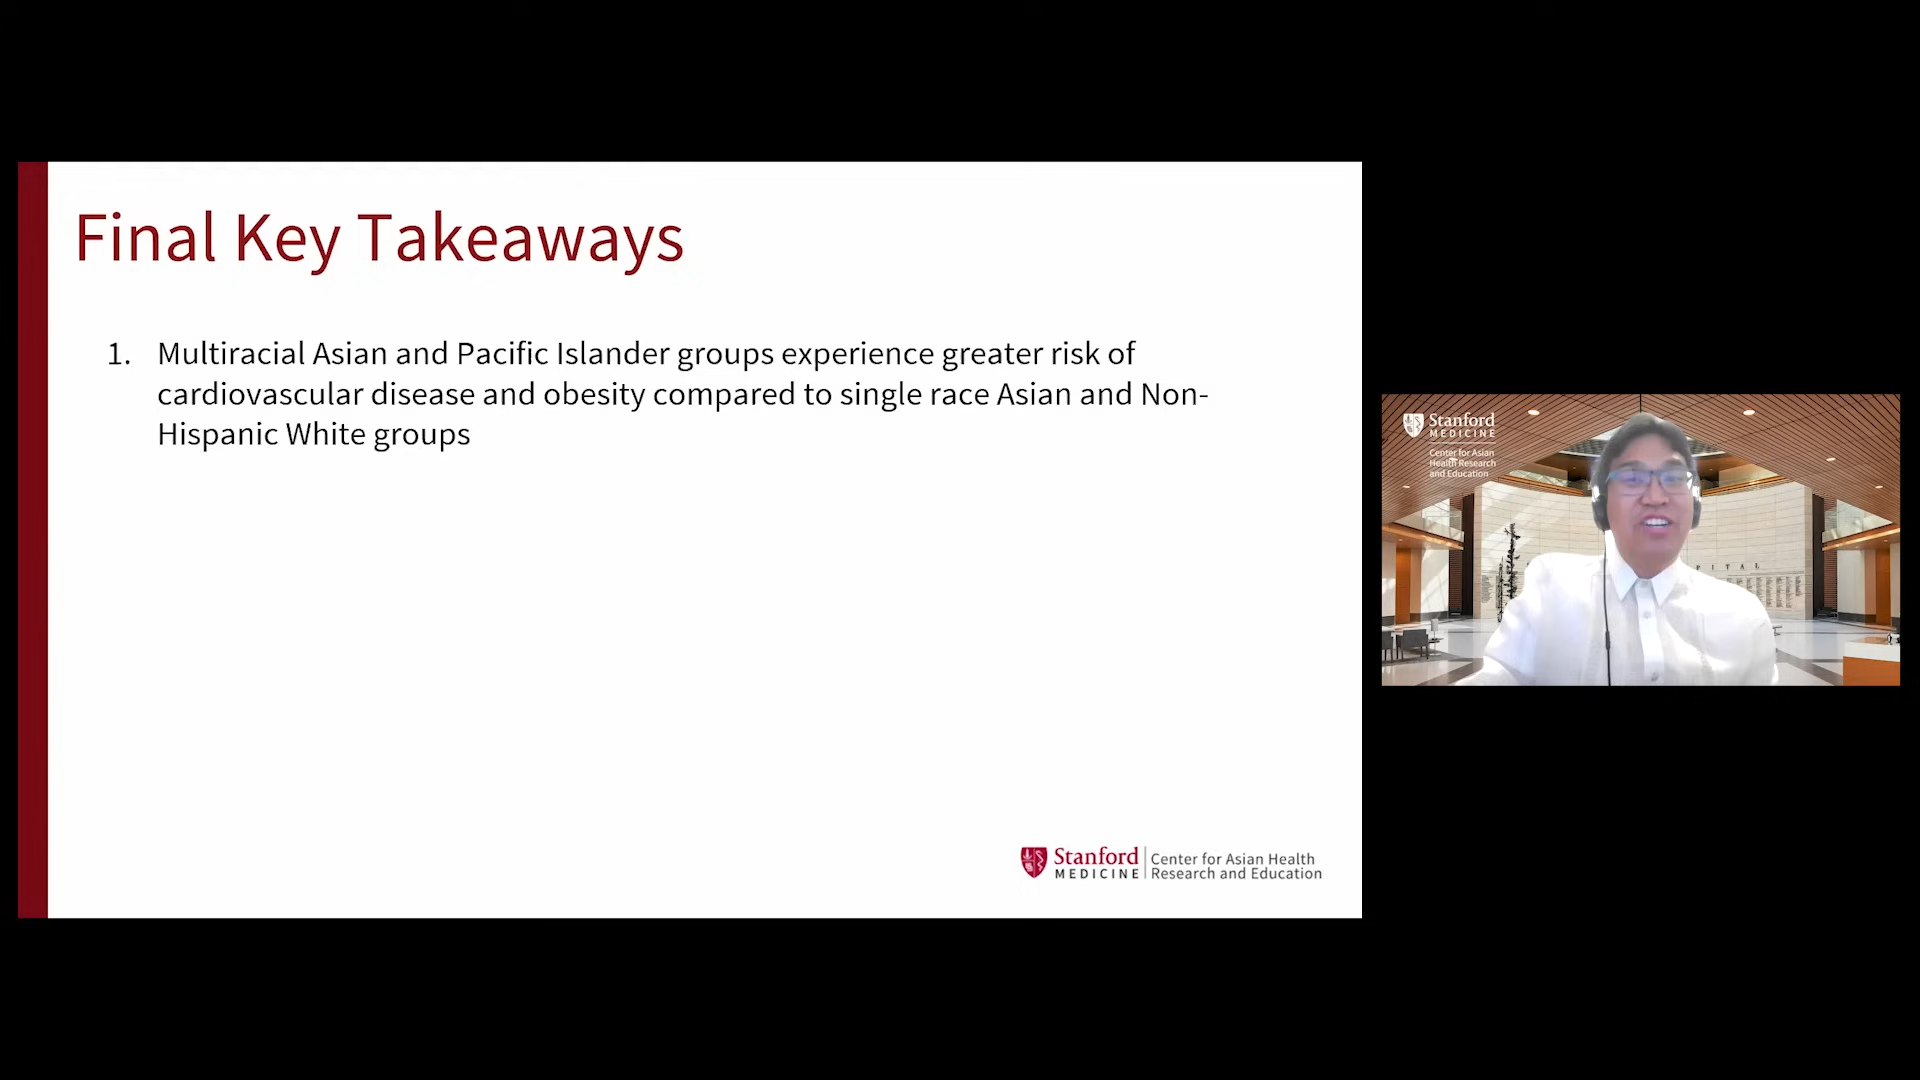 Final Key Takeaways
1. Multiracial Asian and Pacific Islander groups experience greater risk of
cardiovascular disease and obesity compared to single race Asian and Non-
Hispanic White groups
Stanford
MEDICINE
Center for Asian Health
Research and Education
Stanford
MEDICINE
Center for Asian
Health Research
and Education
PITAL